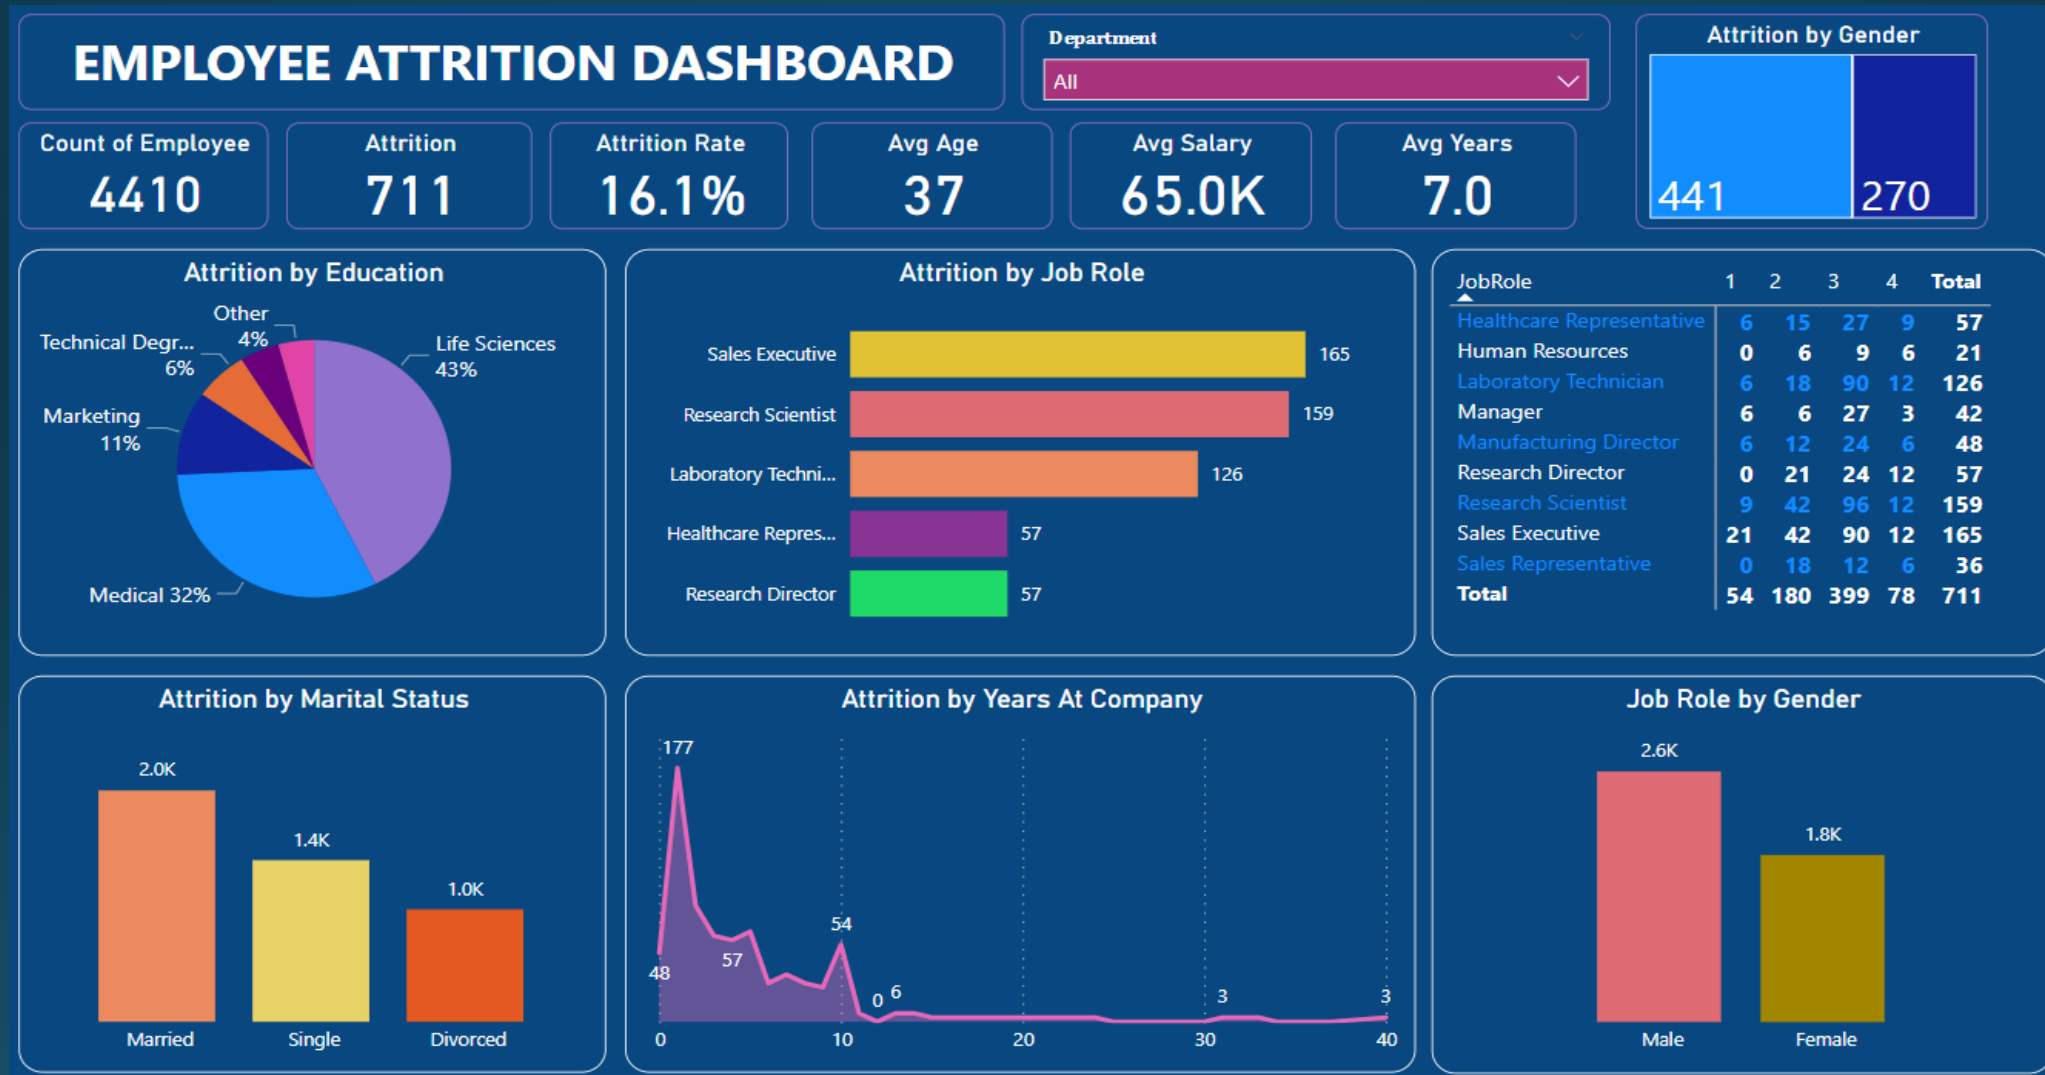 EMPLOYEE ATTRITION DASHBOARD
Department
All
Attrition by Gender
441 270
Count of Employee
4410
Attrition
711
Attrition Rate
16.1%
Avg Age
37
Avg Salary
65.0K
Avg Years
7.0
Attrition by Education
Other
4%
Technical Degr...
6%
Life Sciences
43%
Marketing
11%
Medical 32%
Attrition by Job Role
Sales Executive 165
Research Scientist 159
Laboratory Techni... 126
Healthcare Repres... 57
Research Director 57
JobRole 1 2 3 4 Total
Healthcare Representative 6 15 27 9 57
Human Resources 0 6 9 6 21
Laboratory Technician 6 18 90 12 126
Manager 6 6 27 3 42
Manufacturing Director 6 12 24 6 48
Research Director 0 21 24 12 57
Research Scientist 9 42 96 12 159
Sales Executive 21 42 90 12 165
Sales Representative 0 18 12 6 36
Total 54 180 399 78 711
Attrition by Marital Status
2.0K
1.4K
1.0K
Married Single Divorced
Attrition by Years At Company
177
54
57
48
0 6 3 3
0 10 20 30 40
Job Role by Gender
2.6K
1.8K
Male Female